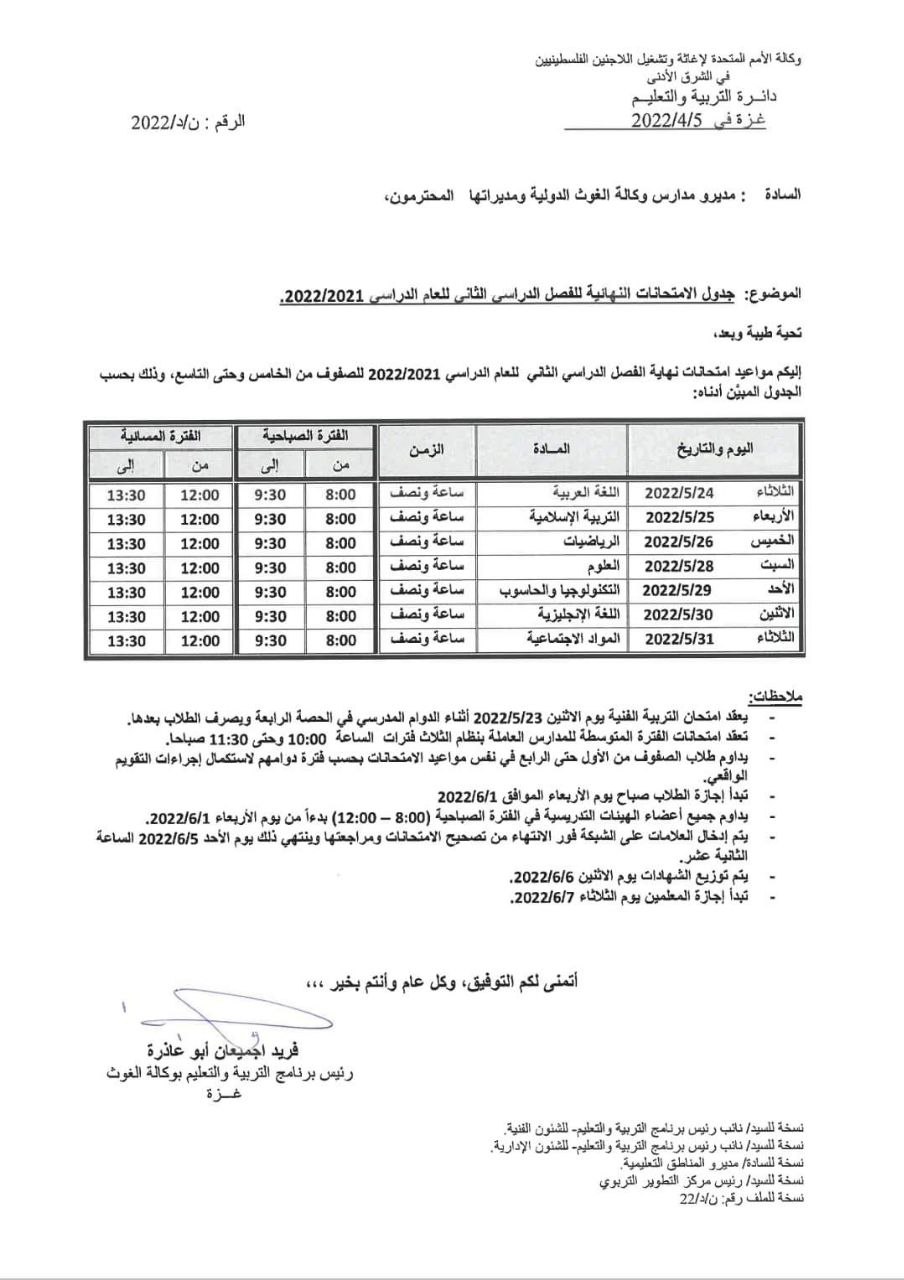 وكالة الأمم المتحدة لإغاثة وتشغيل اللاجئين الفلسطينيين
في الشرق الأدنى
دائرة التربية والتعليم
غزة في 2022/4/5
الرقم : ن/د/2022
السادة : مديرو مدارس وكالة الغوث الدولية ومديراتها المحترمون،
الموضوع: جدول الامتحانات النهائية للفصل الدراسي الثاني للعام الدراسي 2022/2021.
تحية طيبة وبعد،
إليكم مواعيد امتحانات نهاية الفصل الدراسي الثاني للعام الدراسي 2022/2021 للصفوف من الخامس وحتى التاسع، وذلك بحسب
الجدول المبيَّن أدناه:
اليوم والتاريخ المادة الزمن الفترة الصباحية الفترة المسائية
من إلى من إلى
الثلاثاء 2022/5/24 اللغة العربية ساعة ونصف 8:00 9:30 12:00 13:30
الأربعاء 2022/5/25 التربية الإسلامية ساعة ونصف 8:00 9:30 12:00 13:30
الخميس 2022/5/26 الرياضيات ساعة ونصف 8:00 9:30 12:00 13:30
السبت 2022/5/28 العلوم ساعة ونصف 8:00 9:30 12:00 13:30
الأحد 2022/5/29 التكنولوجيا والحاسوب ساعة ونصف 8:00 9:30 12:00 13:30
الاثنين 2022/5/30 اللغة الإنجليزية ساعة ونصف 8:00 9:30 12:00 13:30
الثلاثاء 2022/5/31 المواد الاجتماعية ساعة ونصف 8:00 9:30 12:00 13:30
ملاحظات:
- يعقد امتحان التربية الفنية يوم الاثنين 2022/5/23 أثناء الدوام المدرسي في الحصة الرابعة ويصرف الطلاب بعدها.
- تعقد امتحانات الفترة المتوسطة للمدارس العاملة بنظام الثلاث فترات الساعة 10:00 وحتى 11:30 صباحا.
- يداوم طلاب الصفوف من الأول حتى الرابع في نفس مواعيد الامتحانات بحسب فترة دوامهم لاستكمال إجراءات التقويم
الواقعي.
- تبدأ إجازة الطلاب صباح يوم الأربعاء الموافق 2022/6/1
- يداوم جميع أعضاء الهيئات التدريسية في الفترة الصباحية (8:00 – 12:00) بدءاً من يوم الأربعاء 2022/6/1.
- يتم إدخال العلامات على الشبكة فور الانتهاء من تصحيح الامتحانات ومراجعتها وينتهي ذلك يوم الأحد 2022/6/5 الساعة
الثانية عشر.
- يتم توزيع الشهادات يوم الاثنين 2022/6/6.
- تبدأ إجازة المعلمين يوم الثلاثاء 2022/6/7.
أتمنى لكم التوفيق، وكل عام وأنتم بخير ،،،
فريد اجميعان أبو عاذرة
رئيس برنامج التربية والتعليم بوكالة الغوث
غــزة
نسخة للسيد/ نائب رئيس برنامج التربية والتعليم- للشئون الفنية.
نسخة للسيد/ نائب رئيس برنامج التربية والتعليم- للشئون الإدارية.
نسخة للسادة/ مديرو المناطق التعليمية.
نسخة للسيد/ رئيس مركز التطوير التربوي
نسخة للملف رقم: ن/د/22